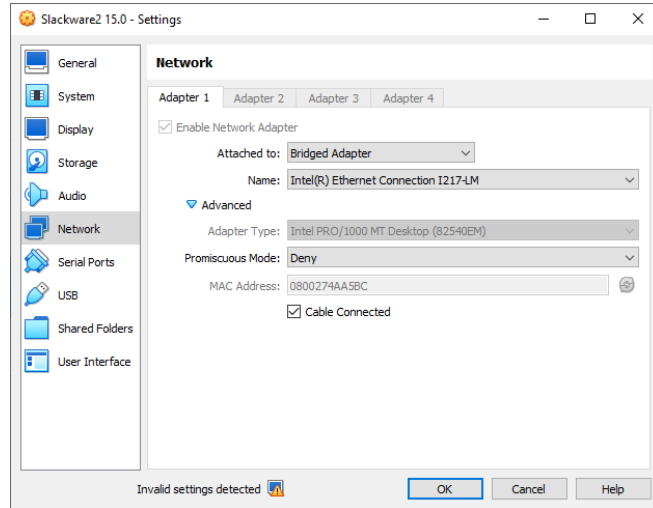 Slackware2 15.0 - Settings
General
System
Display
Storage
Audio
Network
Serial Ports
USB
Shared Folders
User Interface
Network
Adapter 1 Adapter 2 Adapter 3 Adapter 4
Enable Network Adapter
Attached to: Bridged Adapter
Name: Intel(R) Ethernet Connection I217-LM
Advanced
Adapter Type: Intel PRO/1000 MT Desktop (82540EM)
Promiscuous Mode: Deny
MAC Address: 0800274AA5BC
Cable Connected
Invalid settings detected OK Cancel Help